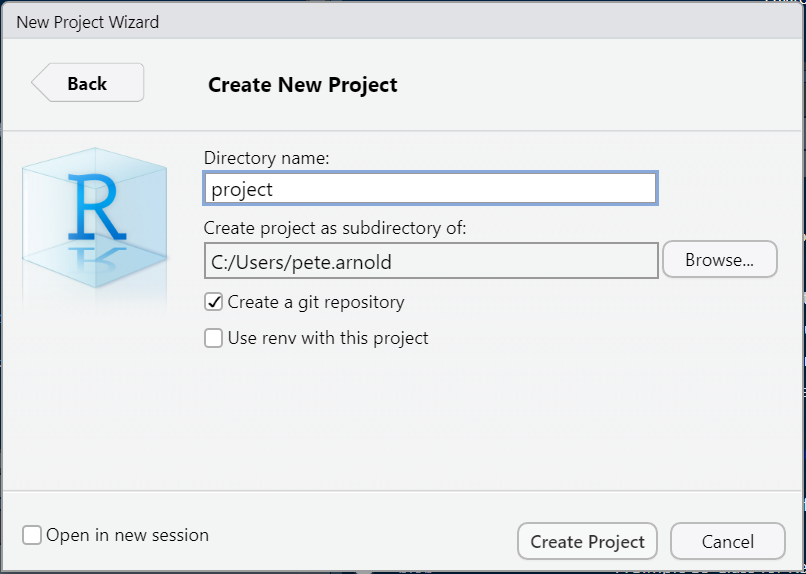 New Project Wizard
Back
Create New Project
R
Directory name:
project
Create project as subdirectory of:
C:/Users/pete.arnold
Browse...
Create a git repository
Use renv with this project
Open in new session
Create Project
Cancel